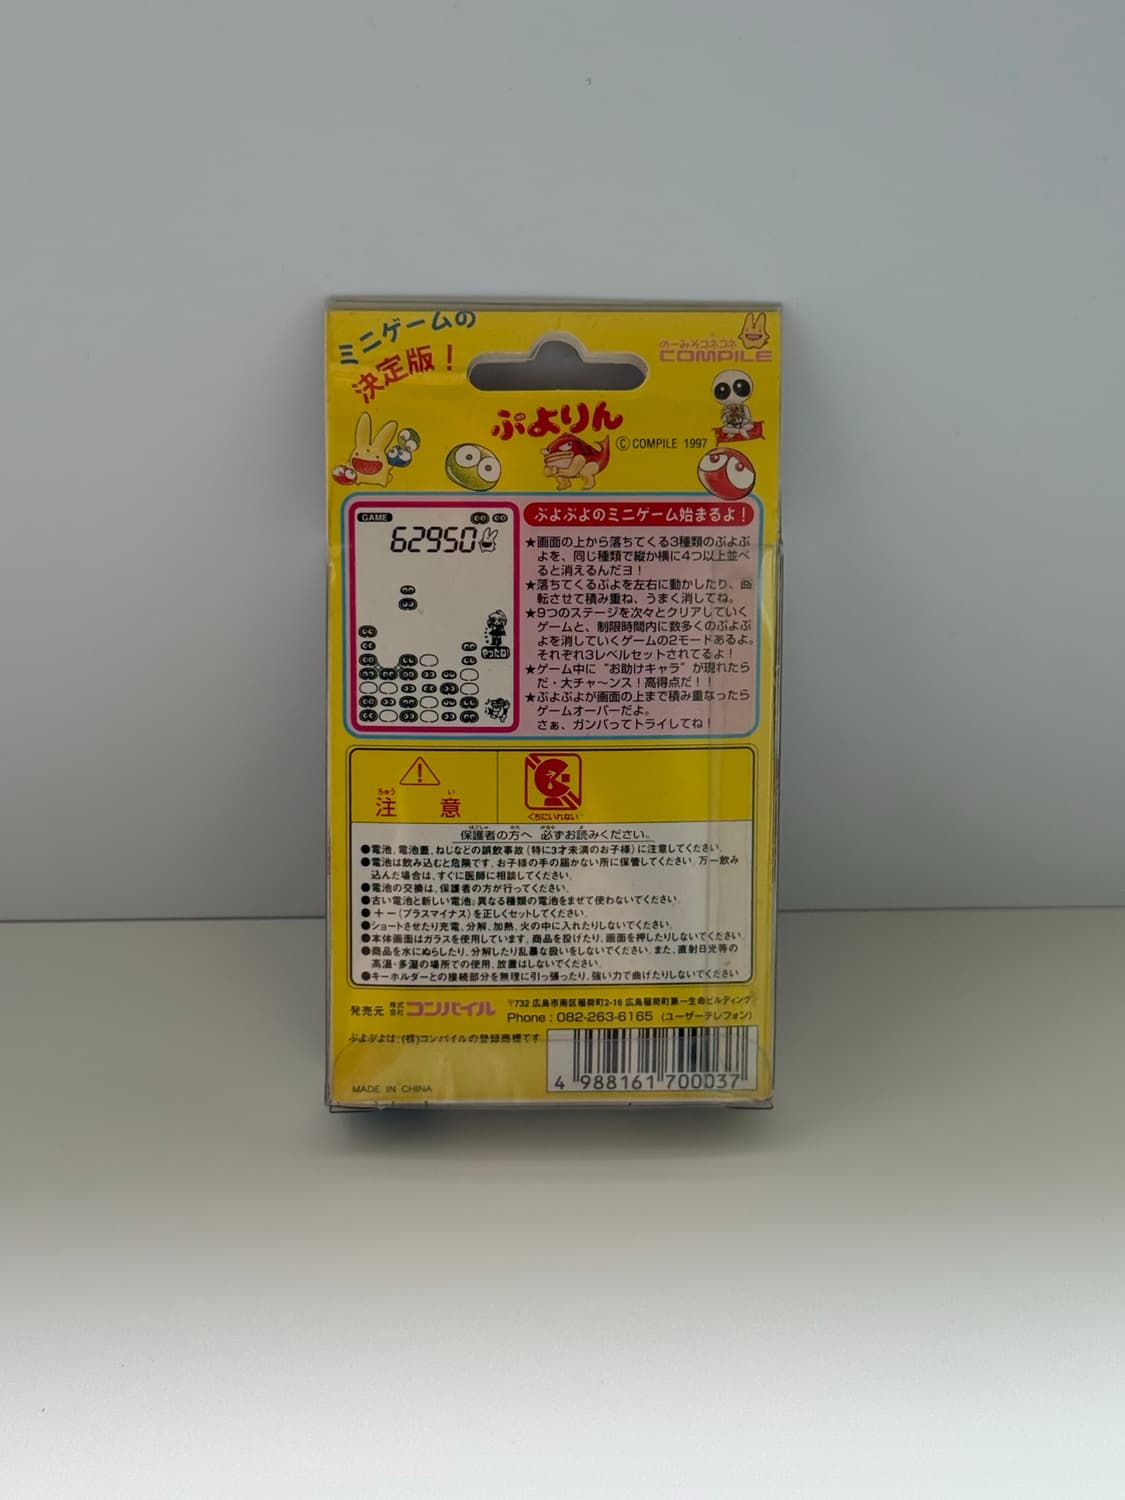 ミニゲームの
決定版！
のーみそコネコネ
COMPILE
ぷよりん
©COMPILE 1997
GAME
62950
やったね!
ぷよぷよのミニゲーム始まるよ！
★画面の上から落ちてくる3種類のぷよぷ
よを、同じ種類で縦か横に4つ以上並べ
ると消えるんだヨ！
★落ちてくるぷよを左右に動かしたり、回
転させて積み重ね、うまく消してね。
★9つのステージを次々とクリアしていく
ゲームと、制限時間内に数多くのぷよぷ
よを消していくゲームの2モードあるよ。
それぞれ3レベルセットされてるよ！
★ゲーム中に“お助けキャラ”が現れたら
だ・大チャ～ンス！高得点だ！！
★ぷよぷよが画面の上まで積み重なったら
ゲームオーバーだよ。
さぁ、ガンバってトライしてね！
ちゅう い
注 意
くちにいれない
ほごしゃ かた かなら よ
保護者の方へ 必ずお読みください。
●電池、電池蓋、ねじなどの誤飲事故(特に3才未満のお子様)に注意してください。
●電池は飲み込むと危険です。お子様の手の届かない所に保管してください。万一飲み
込んだ場合は、すぐに医師に相談してください。
●電池の交換は、保護者の方が行ってください。
●古い電池と新しい電池、異なる種類の電池をまぜて使わないでください。
●＋－(プラスマイナス)を正しくセットしてください。
●ショートさせたり充電、分解、加熱、火の中に入れたりしないでください。
●本体画面はガラスを使用しています。商品を投げたり、画面を押したりしないでください。
●商品を水にぬらしたり、分解したり乱暴な扱いをしないでください。また、直射日光等の
高温・多湿の場所での使用、放置はしないでください。
●キーホルダーとの接続部分を無理に引っ張ったり、強い力で曲げたりしないでください
発売元 株式会社コンパイル
〒732 広島市南区稲荷町2-16 広島稲荷町第一生命ビルディング
Phone：082-263-6165 (ユーザーテレフォン)
ぷよぷよは、(株)コンパイルの登録商標です
MADE IN CHINA
4 988161 700037